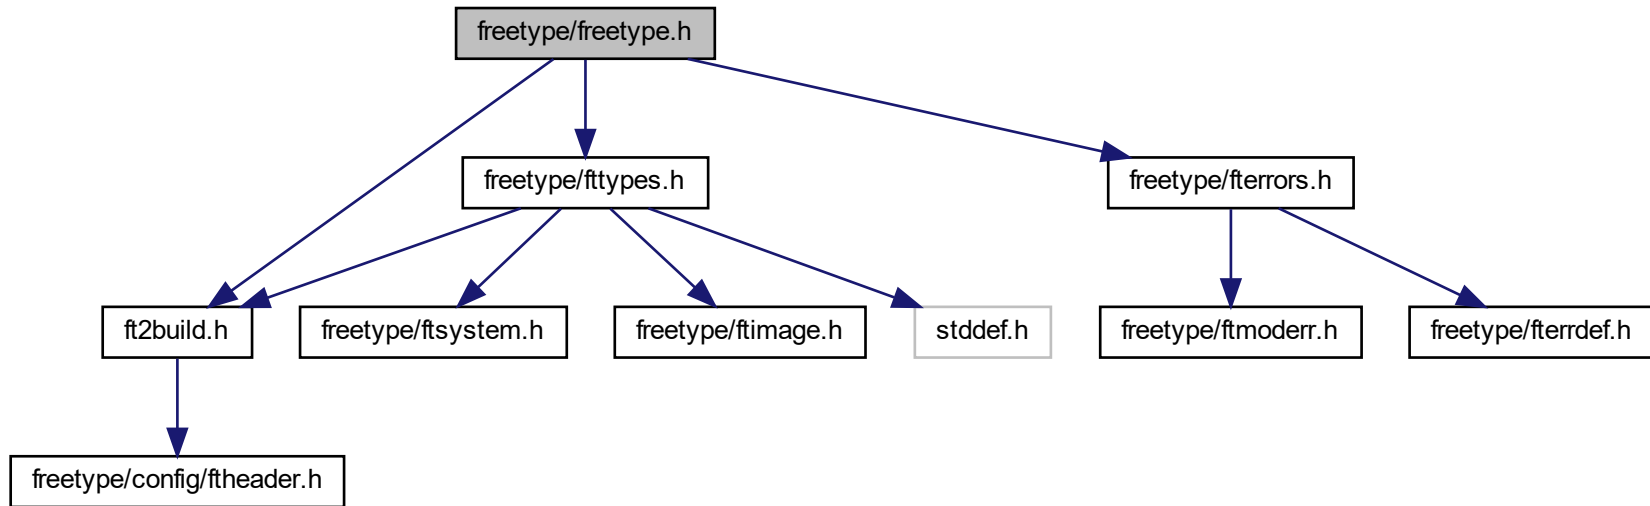 freetype/freetype.h
freetype/fttypes.h
freetype/fterrors.h
ft2build.h
freetype/ftsystem.h
freetype/ftimage.h
stddef.h
freetype/ftmoderr.h
freetype/fterrdef.h
freetype/config/ftheader.h